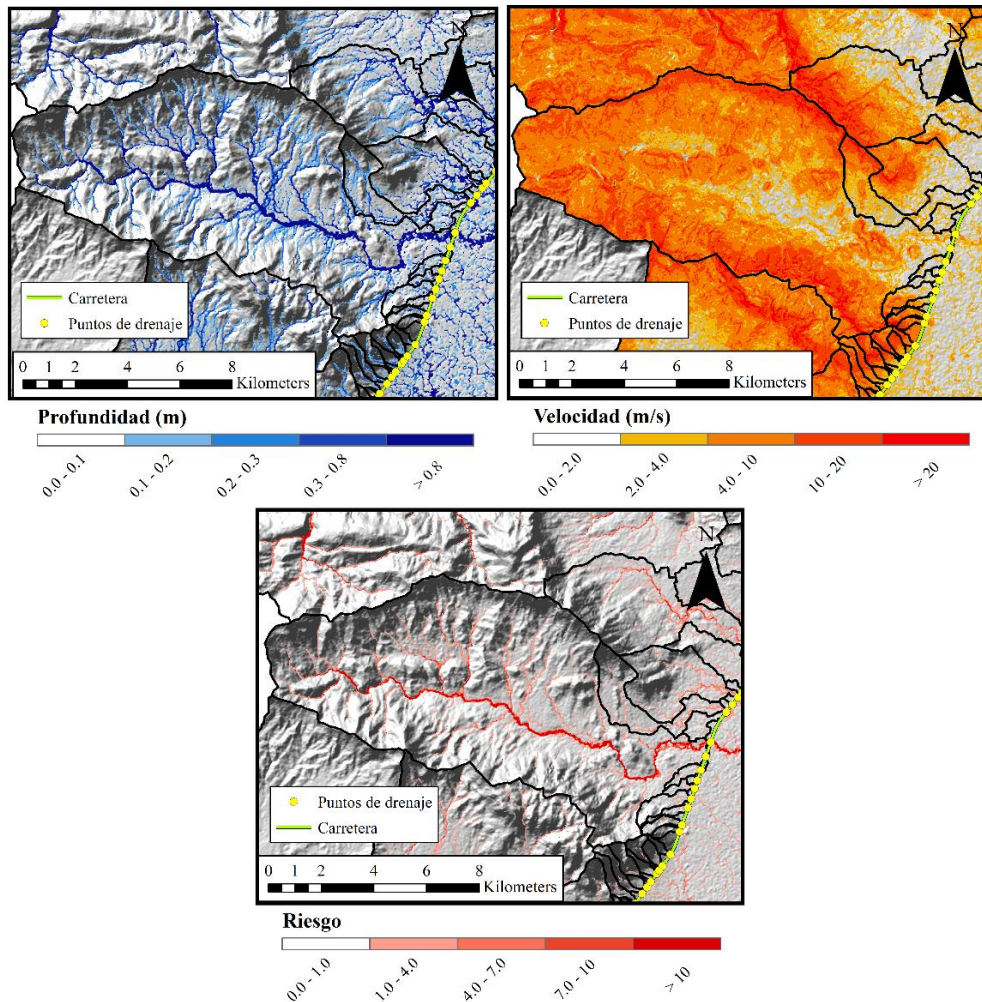 N
N
Carretera
Puntos de drenaje
0 1 2 4 6 8
Kilometers
Carretera
Puntos de drenaje
0 1 2 4 6 8
Kilometers
Profundidad (m)
0.0 - 0.1
0.1 - 0.2
0.2 - 0.3
0.3 - 0.8
> 0.8
Velocidad (m/s)
0.0 - 2.0
2.0 - 4.0
4.0 - 10
10 - 20
> 20
N
Puntos de drenaje
Carretera
0 1 2 4 6 8
Kilometers
Riesgo
0.0 - 1.0
1.0 - 4.0
4.0 - 7.0
7.0 - 10
> 10